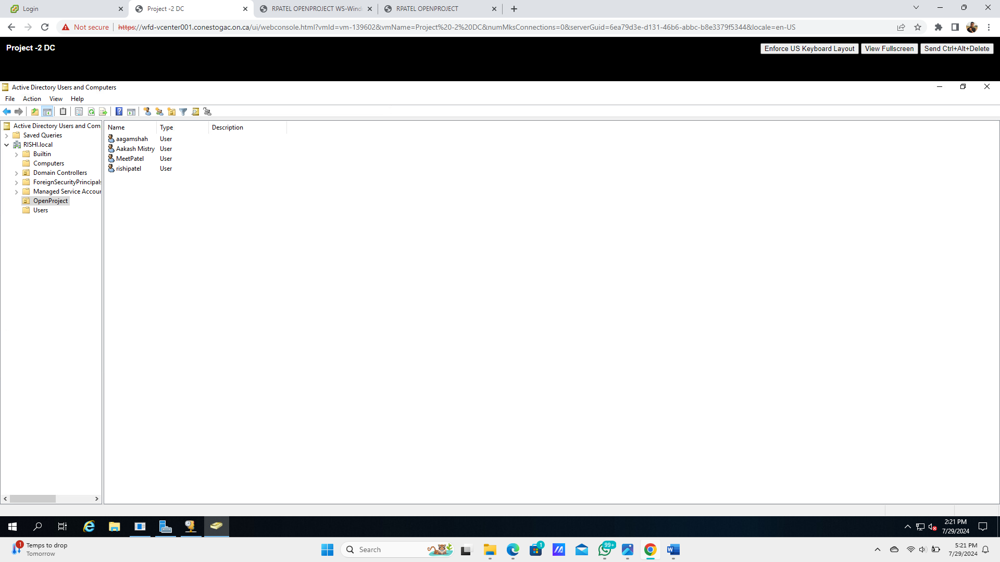 Login
Project -2 DC
RPATEL OPENPROJECT WS-Wind
RPATEL OPENPROJECT
Not secure
https://wfd-vcenter001.conestogac.on.ca/ui/webconsole.html?vmId=vm-139602&vmName=Project%20-2%20DC&numMksConnections=0&serverGuid=6ea79d3e-d131-46b6-abbc-b8e3379f5344&locale=en-US
Project -2 DC
Enforce US Keyboard Layout
View Fullscreen
Send Ctrl+Alt+Delete
Active Directory Users and Computers
File Action View Help
Active Directory Users and Com
Saved Queries
RISHI.local
Builtin
Computers
Domain Controllers
ForeignSecurityPrincipals
Managed Service Accour
OpenProject
Users
Name Type Description
aagamshah User
Aakash Mistry User
MeetPatel User
rishipatel User
2:21 PM
7/29/2024
1
Temps to drop
Tomorrow
Search
1
99+
5:21 PM
7/29/2024